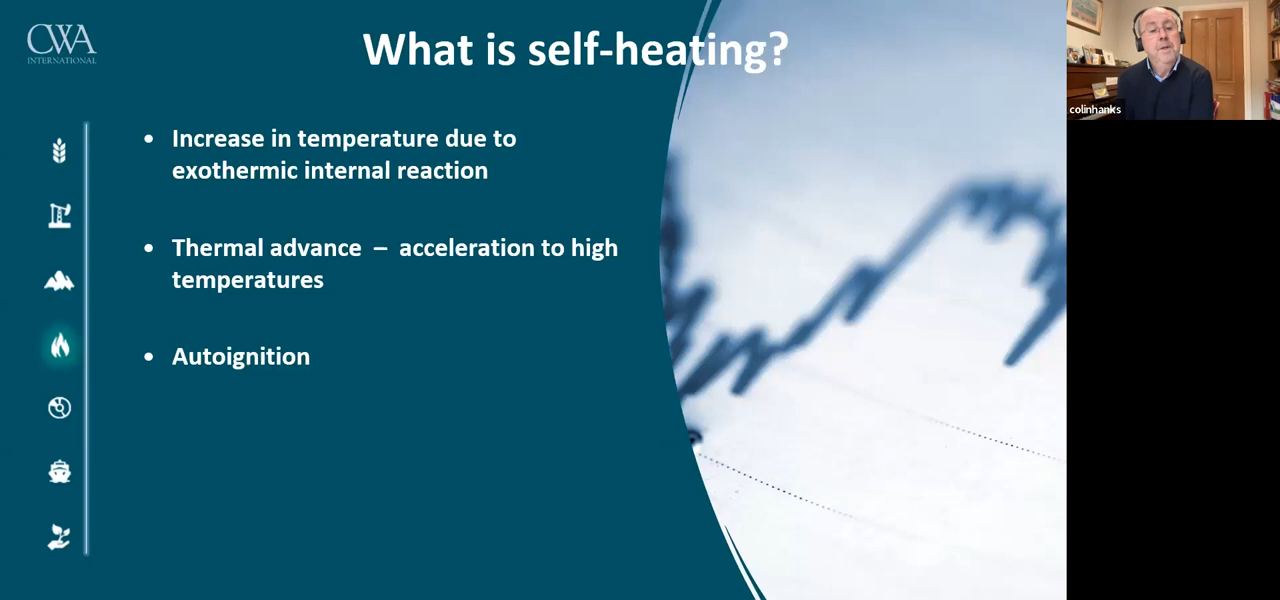 CWA
INTERNATIONAL
What is self-heating?
• Increase in temperature due to
exothermic internal reaction
• Thermal advance – acceleration to high
temperatures
• Autoignition
colinhanks